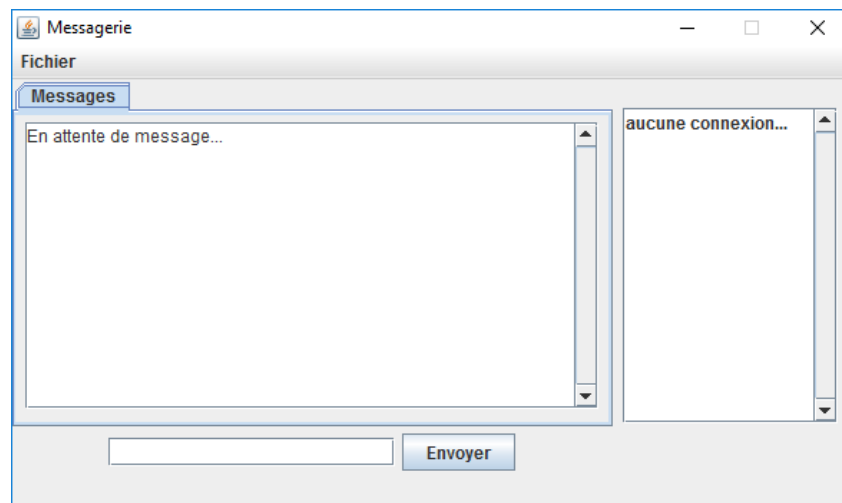 Messagerie
Fichier
Messages
En attente de message...
aucune connexion...
Envoyer